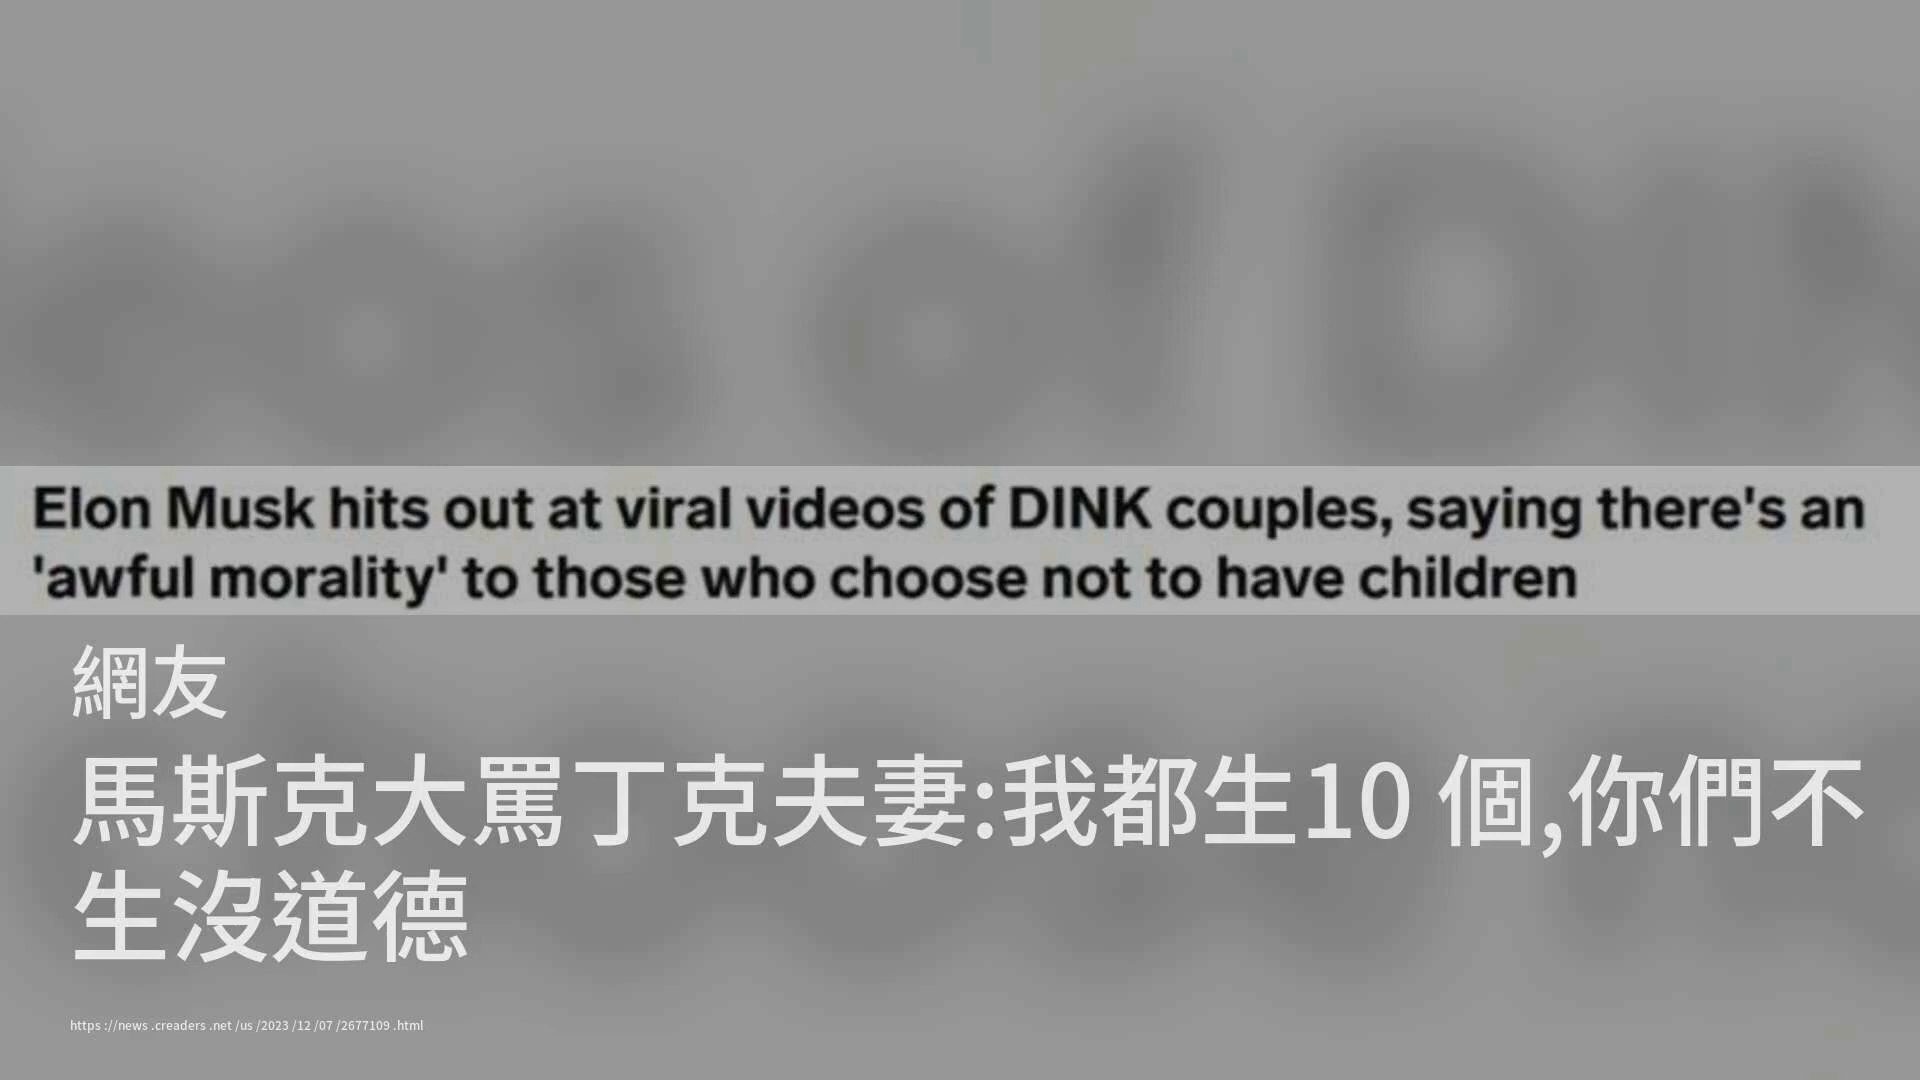 Elon Musk hits out at viral videos of DINK couples, saying there's an
'awful morality' to those who choose not to have children
網友
馬斯克大罵丁克夫妻:我都生10 個,你們不
生沒道德
https ://news .creaders .net /us /2023 /12 /07 /2677109 .html